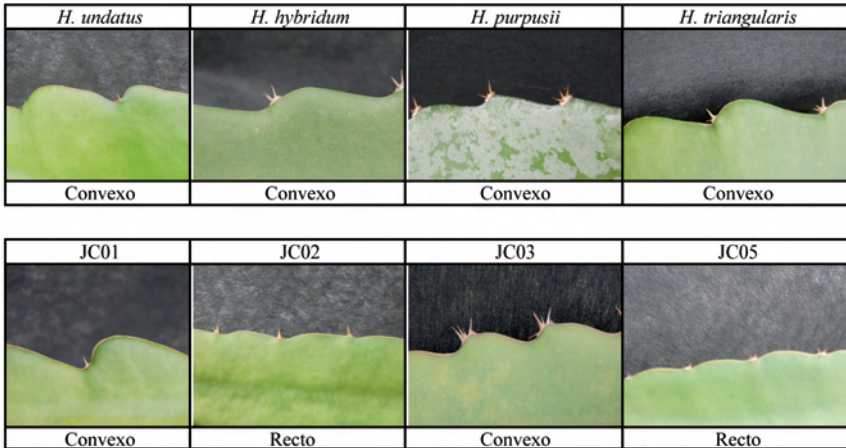 H. undatus H. hybridum H. purpusii H. triangularis
Convexo Convexo Convexo Convexo
JC01 JC02 JC03 JC05
Convexo Recto Convexo Recto